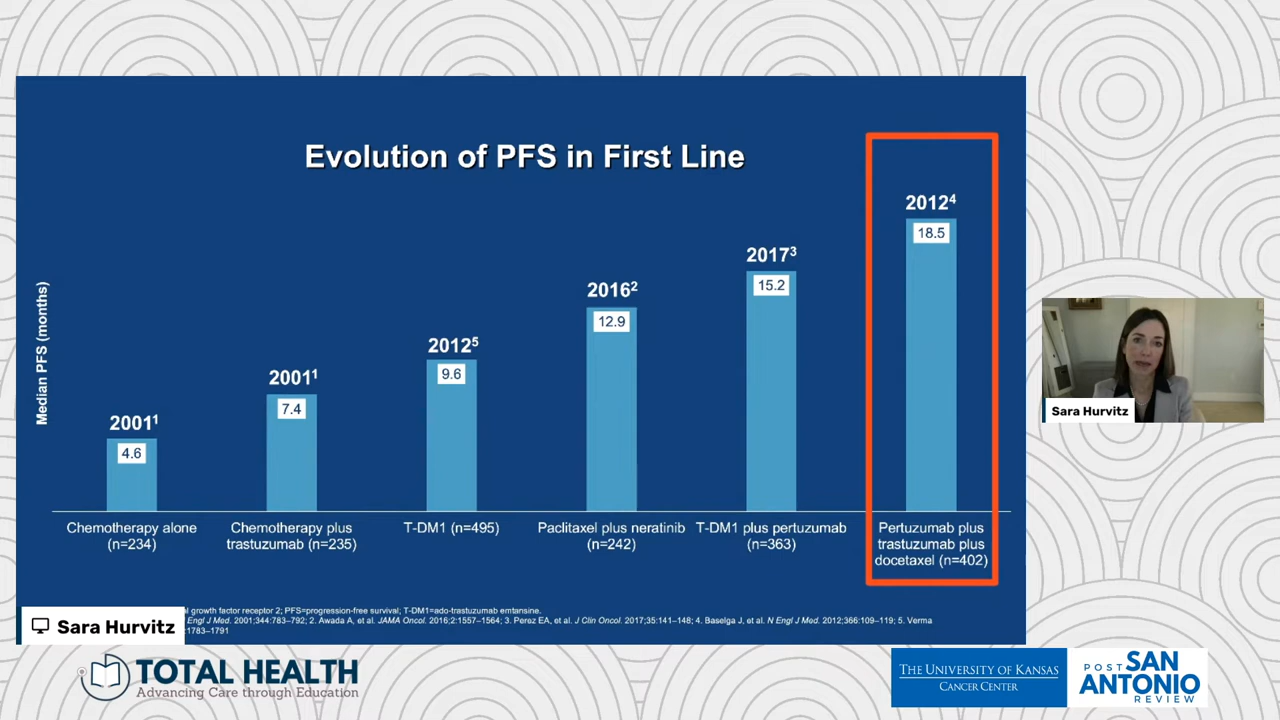 Evolution of PFS in First Line
Median PFS (months)
2001¹
4.6
2001¹
7.4
2012⁵
9.6
2016²
12.9
2017³
15.2
2012⁴
18.5
Chemotherapy alone
(n=234)
Chemotherapy plus
trastuzumab (n=235)
T-DM1 (n=495)
Paclitaxel plus neratinib
(n=242)
T-DM1 plus pertuzumab
(n=363)
Pertuzumab plus
trastuzumab plus
docetaxel (n=402)
growth factor receptor 2; PFS=progression-free survival; T-DM1=ado-trastuzumab emtansine.
Engl J Med. 2001;344:783–792; 2. Awada A, et al. JAMA Oncol. 2016;2:1557–1564; 3. Perez EA, et al. J Clin Oncol. 2017;35:141–148; 4. Baselga J, et al. N Engl J Med. 2012;366:109–119; 5. Verma
:1783–1791
Sara Hurvitz
Sara Hurvitz
TOTAL HEALTH
Advancing Care through Education
THE UNIVERSITY OF KANSAS
CANCER CENTER
POST
SAN
ANTONIO
REVIEW